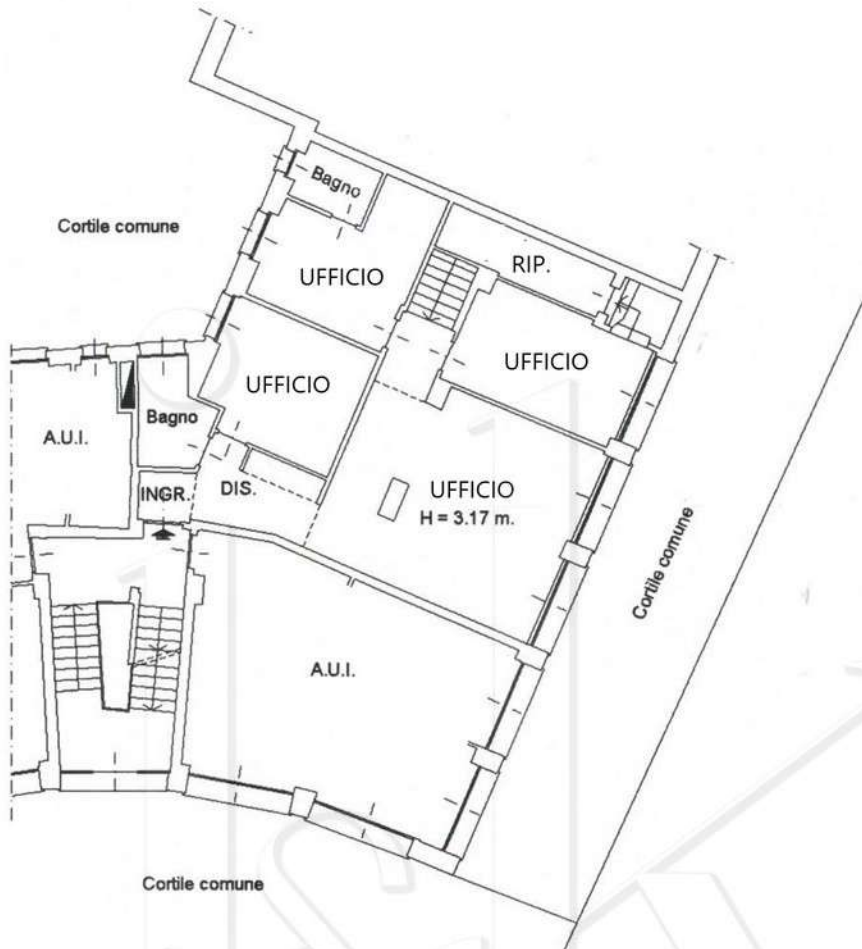 Bagno
Cortile comune
RIP.
UFFICIO
UFFICIO
UFFICIO
Bagno
A.U.I.
DIS.
UFFICIO
INGR.
H = 3.17 m.
Cortile comune
A.U.I.
Cortile comune